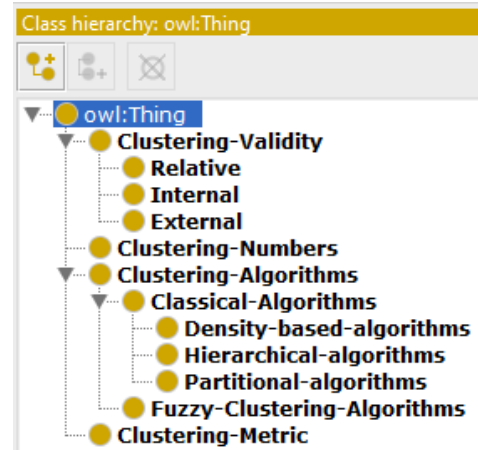 Class hierarchy: owl:Thing
owl:Thing
Clustering-Validity
Relative
Internal
External
Clustering-Numbers
Clustering-Algorithms
Classical-Algorithms
Density-based-algorithms
Hierarchical-algorithms
Partitional-algorithms
Fuzzy-Clustering-Algorithms
Clustering-Metric